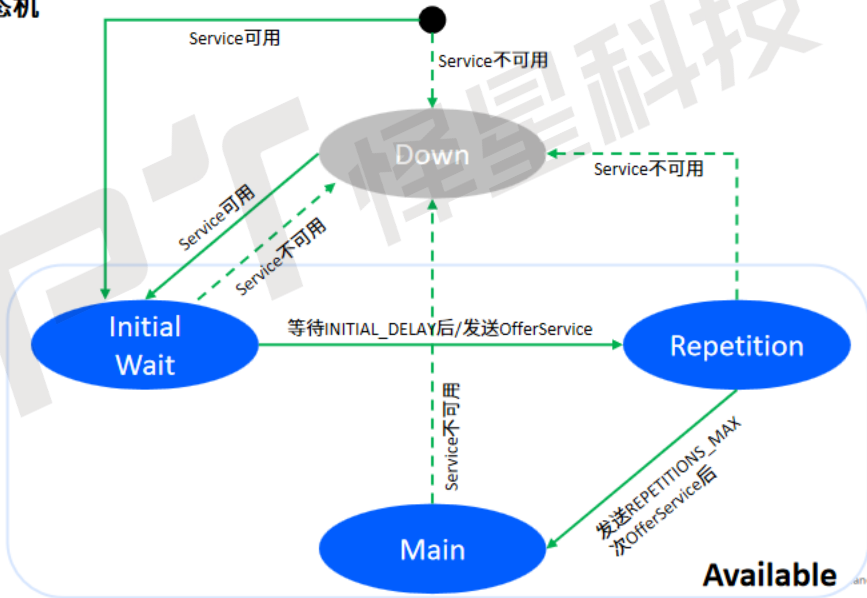 态机
Service可用
Service不可用
Down
Service不可用
Service可用
Service不可用
Initial
Wait
等待INITIAL_DELAY后/发送OfferService
Repetition
Service不可用
发送REPETITIONS_MAX
次OfferService后
Main
Available
怿星科技